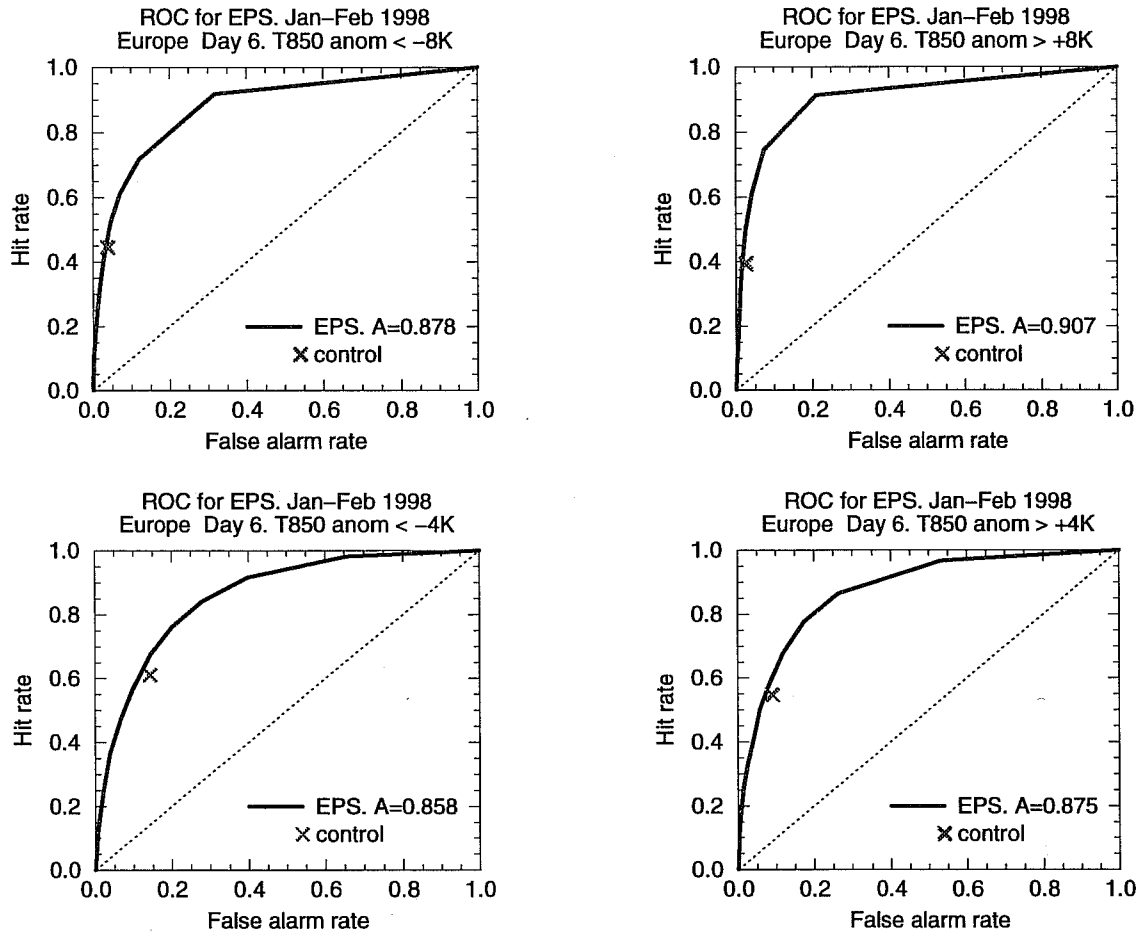 ROC for EPS. Jan–Feb 1998
Europe Day 6. T850 anom < −8K
1.0
0.8
0.6
0.4
0.2
0.0
Hit rate
EPS. A=0.878
control
0.0 0.2 0.4 0.6 0.8 1.0
False alarm rate
ROC for EPS. Jan–Feb 1998
Europe Day 6. T850 anom > +8K
1.0
0.8
0.6
0.4
0.2
0.0
Hit rate
EPS. A=0.907
control
0.0 0.2 0.4 0.6 0.8 1.0
False alarm rate
ROC for EPS. Jan–Feb 1998
Europe Day 6. T850 anom < −4K
1.0
0.8
0.6
0.4
0.2
0.0
Hit rate
EPS. A=0.858
control
0.0 0.2 0.4 0.6 0.8 1.0
False alarm rate
ROC for EPS. Jan–Feb 1998
Europe Day 6. T850 anom > +4K
1.0
0.8
0.6
0.4
0.2
0.0
Hit rate
EPS. A=0.875
control
0.0 0.2 0.4 0.6 0.8 1.0
False alarm rate